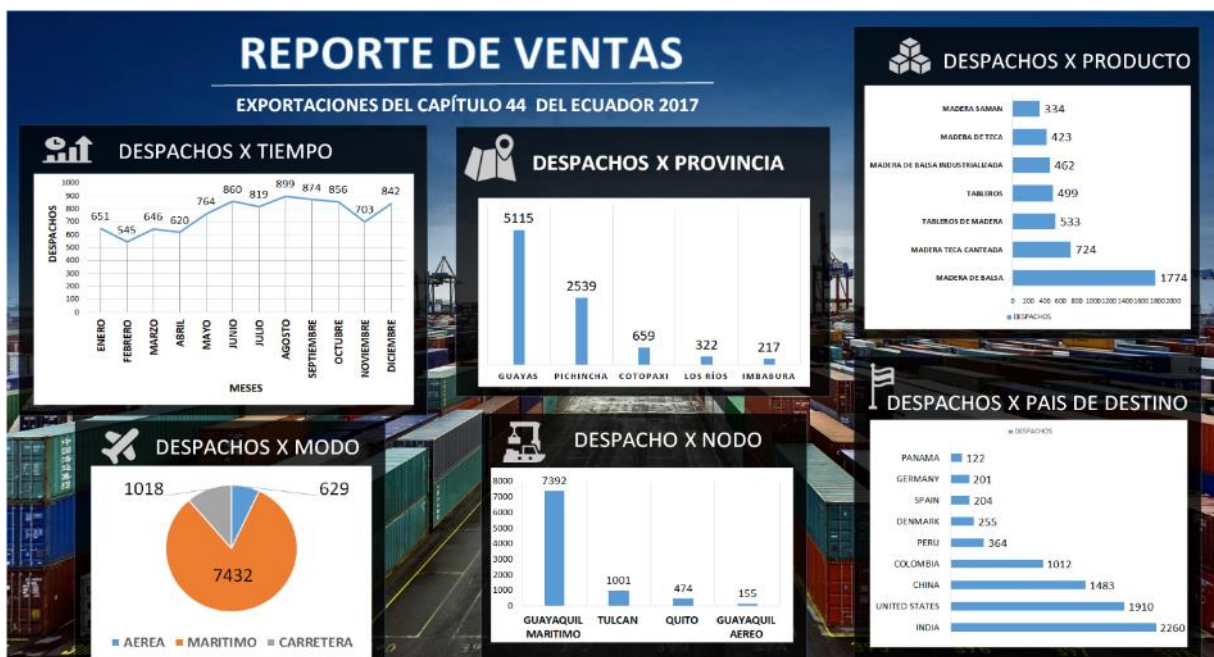 REPORTE DE VENTAS
EXPORTACIONES DEL CAPÍTULO 44 DEL ECUADOR 2017
DESPACHOS X TIEMPO
DESPACHOS
1000
900
800
700
600
500
400
300
200
100
0
651
545
646
620
764
860
819
899
874
856
703
842
ENERO
FEBRERO
MARZO
ABRIL
MAYO
JUNIO
JULIO
AGOSTO
SEPTIEMBRE
OCTUBRE
NOVIEMBRE
DICIEMBRE
MESES
DESPACHOS X PROVINCIA
5115
2539
659
322
217
GUAYAS
PICHINCHA
COTOPAXI
LOS RÍOS
IMBABURA
DESPACHOS X PRODUCTO
MADERA SAMAN 334
MADERA DE TECA 423
MADERA DE BALSA INDUSTRIALIZADA 462
TABLEROS 499
TABLEROS DE MADERA 533
MADERA TECA CANTEADA 724
MADERA DE BALSA 1774
0 200 400 600 800 1000 1200 1400 1600 1800 2000
DESPACHOS
DESPACHOS X MODO
1018
629
7432
AEREA MARITIMO CARRETERA
DESPACHO X NODO
8000
7000
6000
5000
4000
3000
2000
1000
0
7392
1001
474
155
GUAYAQUIL MARITIMO
TULCAN
QUITO
GUAYAQUIL AEREO
DESPACHOS X PAIS DE DESTINO
DESPACHOS
PANAMA 122
GERMANY 201
SPAIN 204
DENMARK 255
PERU 364
COLOMBIA 1012
CHINA 1483
UNITED STATES 1910
INDIA 2260